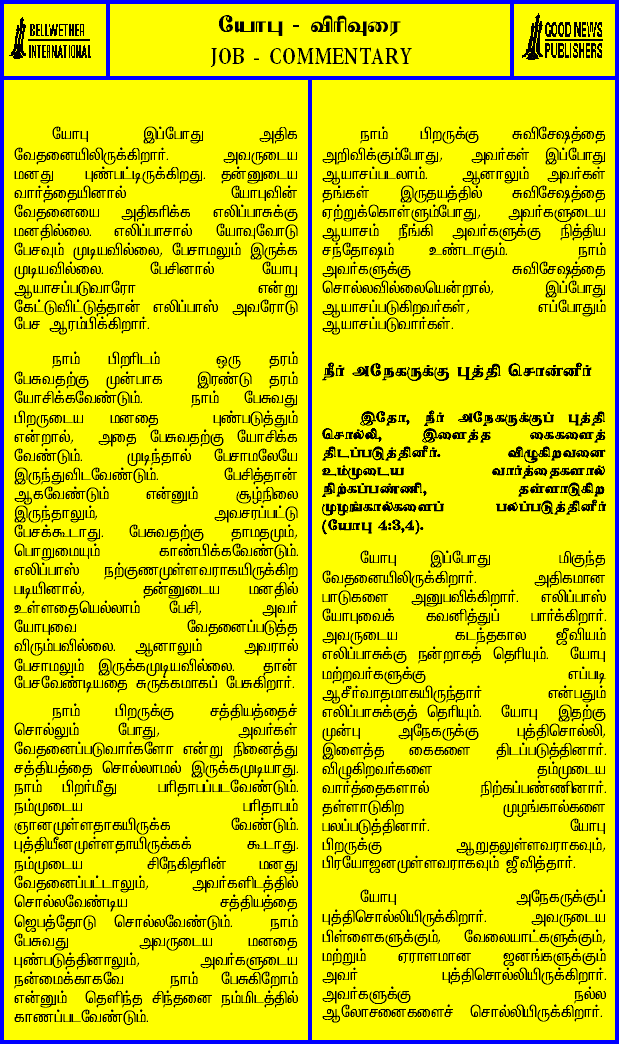 BELLWETHER
INTERNATIONAL
யோபு - விரிவுரை
JOB - COMMENTARY
GOOD NEWS
PUBLISHERS
யோபு இப்போது அதிக
வேதனையிலிருக்கிறார். அவருடைய
மனது புண்பட்டிருக்கிறது. தன்னுடைய
வார்த்தையினால் யோபுவின்
வேதனையை அதிகரிக்க எலிப்பாசுக்கு
மனதில்லை. எலிப்பாசால் யோவுவோடு
பேசவும் முடியவில்லை, பேசாமலும் இருக்க
முடியவில்லை. பேசினால் யோபு
ஆயாசப்படுவாரோ என்று
கேட்டுவிட்டுத்தான் எலிப்பாஸ் அவரோடு
பேச ஆரம்பிக்கிறார்.
நாம் பிறரிடம் ஒரு தரம்
பேசுவதற்கு முன்பாக இரண்டு தரம்
யோசிக்கவேண்டும். நாம் பேசுவது
பிறருடைய மனதை புண்படுத்தும்
என்றால், அதை பேசுவதற்கு யோசிக்க
வேண்டும். முடிந்தால் பேசாமலேயே
இருந்துவிடவேண்டும். பேசித்தான்
ஆகவேண்டும் என்னும் சூழ்நிலை
இருந்தாலும், அவசரப்பட்டு
பேசக்கூடாது. பேசுவதற்கு தாமதமும்,
பொறுமையும் காண்பிக்கவேண்டும்.
எலிப்பாஸ் நற்குணமுள்ளவராகயிருக்கிற
படியினால், தன்னுடைய மனதில்
உள்ளதையெல்லாம் பேசி, அவர்
யோபுவை வேதனைப்படுத்த
விரும்பவில்லை. ஆனாலும் அவரால்
பேசாமலும் இருக்கமுடியவில்லை. தான்
பேசவேண்டியதை சுருக்கமாகப் பேசுகிறார்.
நாம் பிறருக்கு சத்தியத்தைச்
சொல்லும் போது, அவர்கள்
வேதனைப்படுவார்களோ என்று நினைத்து
சத்தியத்தை சொல்லாமல் இருக்கமுடியாது.
நாம் பிறர்மீது பரிதாபப்படவேண்டும்.
நம்முடைய பரிதாபம்
ஞானமுள்ளதாகயிருக்க வேண்டும்.
புத்தியீனமுள்ளதாயிருக்கக் கூடாது.
நம்முடைய சிநேகிதரின் மனது
வேதனைப்பட்டாலும், அவர்களிடத்தில்
சொல்லவேண்டிய சத்தியத்தை
ஜெபத்தோடு சொல்லவேண்டும். நாம்
பேசுவது அவருடைய மனதை
புண்படுத்தினாலும், அவர்களுடைய
நன்மைக்காகவே நாம் பேசுகிறோம்
என்னும் தெளிந்த சிந்தனை நம்மிடத்தில்
காணப்படவேண்டும்.
நாம் பிறருக்கு சுவிசேஷத்தை
அறிவிக்கும்போது, அவர்கள் இப்போது
ஆயாசப்படலாம். ஆனாலும் அவர்கள்
தங்கள் இருதயத்தில் சுவிசேஷத்தை
ஏற்றுக்கொள்ளும்போது, அவர்களுடைய
ஆயாசம் நீங்கி அவர்களுக்கு நித்திய
சந்தோஷம் உண்டாகும். நாம்
அவர்களுக்கு சுவிசேஷத்தை
சொல்லவில்லையென்றால், இப்போது
ஆயாசப்படுகிறவர்கள், எப்போதும்
ஆயாசப்படுவார்கள்.
நீர் அநேகருக்கு புத்தி சொன்னீர்
இதோ, நீர் அநேகருக்குப் புத்தி
சொல்லி, இளைத்த கைகளைத்
திடப்படுத்தினீர். விழுகிறவனை
உம்முடைய வார்த்தைகளால்
நிற்கப்பண்ணி, தள்ளாடுகிற
முழங்கால்களைப் பலப்படுத்தினீர்
(யோபு 4:3,4).
யோபு இப்போது மிகுந்த
வேதனையிலிருக்கிறார். அதிகமான
பாடுகளை அனுபவிக்கிறார். எலிப்பாஸ்
யோபுவைக் கவனித்துப் பார்க்கிறார்.
அவருடைய கடந்தகால ஜீவியம்
எலிப்பாசுக்கு நன்றாகத் தெரியும். யோபு
மற்றவர்களுக்கு எப்படி
ஆசீர்வாதமாகயிருந்தார் என்பதும்
எலிப்பாசுக்குத் தெரியும். யோபு இதற்கு
முன்பு அநேகருக்கு புத்திசொல்லி,
இளைத்த கைகளை திடப்படுத்தினார்.
விழுகிறவர்களை தம்முடைய
வார்த்தைகளால் நிற்கப்பண்ணினார்.
தள்ளாடுகிற முழங்கால்களை
பலப்படுத்தினார். யோபு
பிறருக்கு ஆறுதலுள்ளவராகவும்,
பிரயோஜனமுள்ளவராகவும் ஜீவித்தார்.
யோபு அநேகருக்குப்
புத்திசொல்லியிருக்கிறார். அவருடைய
பிள்ளைகளுக்கும், வேலையாட்களுக்கும்,
மற்றும் ஏராளமான ஜனங்களுக்கும்
அவர் புத்திசொல்லியிருக்கிறார்.
அவர்களுக்கு நல்ல
ஆலோசனைகளைச் சொல்லியிருக்கிறார்.